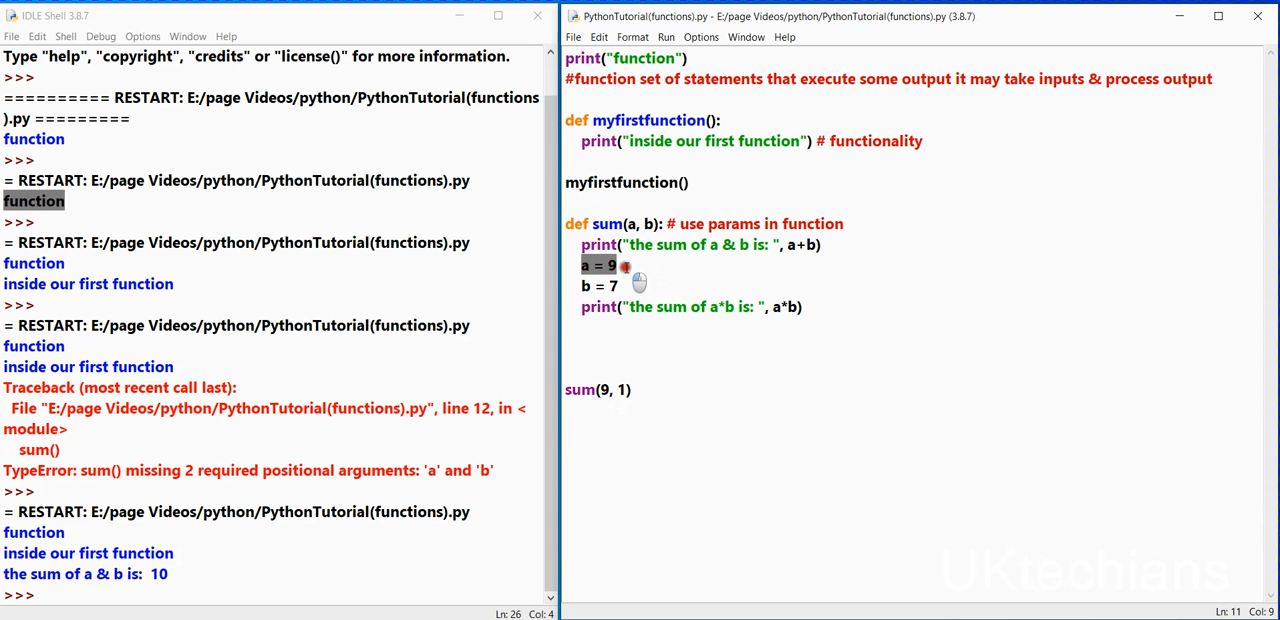 IDLE Shell 3.8.7
File Edit Shell Debug Options Window Help
Type "help", "copyright", "credits" or "license()" for more information.
>>>
========== RESTART: E:/page Videos/python/PythonTutorial(functions
).py =========
function
>>>
= RESTART: E:/page Videos/python/PythonTutorial(functions).py
function
>>>
= RESTART: E:/page Videos/python/PythonTutorial(functions).py
function
inside our first function
>>>
= RESTART: E:/page Videos/python/PythonTutorial(functions).py
function
inside our first function
Traceback (most recent call last):
File "E:/page Videos/python/PythonTutorial(functions).py", line 12, in <
module>
sum()
TypeError: sum() missing 2 required positional arguments: 'a' and 'b'
>>>
= RESTART: E:/page Videos/python/PythonTutorial(functions).py
function
inside our first function
the sum of a & b is:  10
>>>
Ln: 26 Col: 4
PythonTutorial(functions).py - E:/page Videos/python/PythonTutorial(functions).py (3.8.7)
File Edit Format Run Options Window Help
print("function")
#function set of statements that execute some output it may take inputs & process output
def myfirstfunction():
print("inside our first function") # functionality
myfirstfunction()
def sum(a, b): # use params in function
print("the sum of a & b is: ", a+b)
a = 9
b = 7
print("the sum of a*b is: ", a*b)
sum(9, 1)
UKtechians
Ln: 11 Col: 9